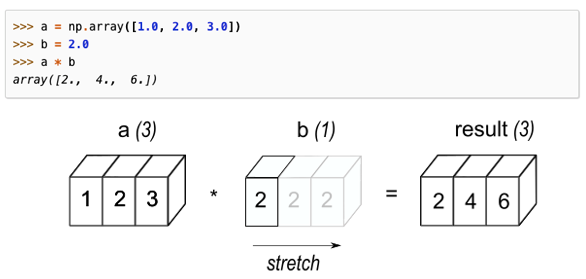 >>> a = np.array([1.0, 2.0, 3.0])
>>> b = 2.0
>>> a * b
array([2.,  4.,  6.])
a (3) b (1) result (3)
1 2 3 * 2 2 2 = 2 4 6
stretch